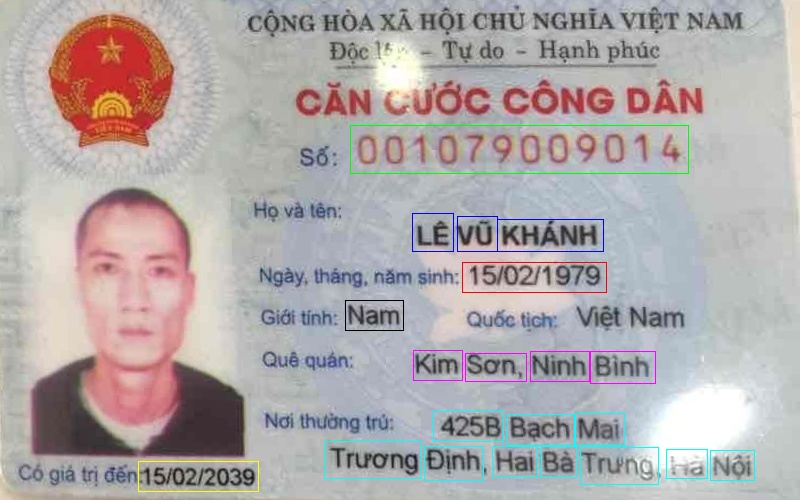 CỘNG HÒA XÃ HỘI CHỦ NGHĨA VIỆT NAM
Độc - Tự do - Hạnh phúc
CĂN CƯỚC CÔNG DÂN
Số: 001079009014
Họ và tên:
LÊ VŨ KHÁNH
Ngày, tháng, năm sinh: 15/02/1979
Giới tính: Nam Quốc tịch: Việt Nam
Quê quán: Kim Sơn, Ninh Bình
Nơi thường trú: 425B Bạch Mai
Trương Định, Hai Bà Trưng, Hà Nội
Có giá trị đến: 15/02/2039